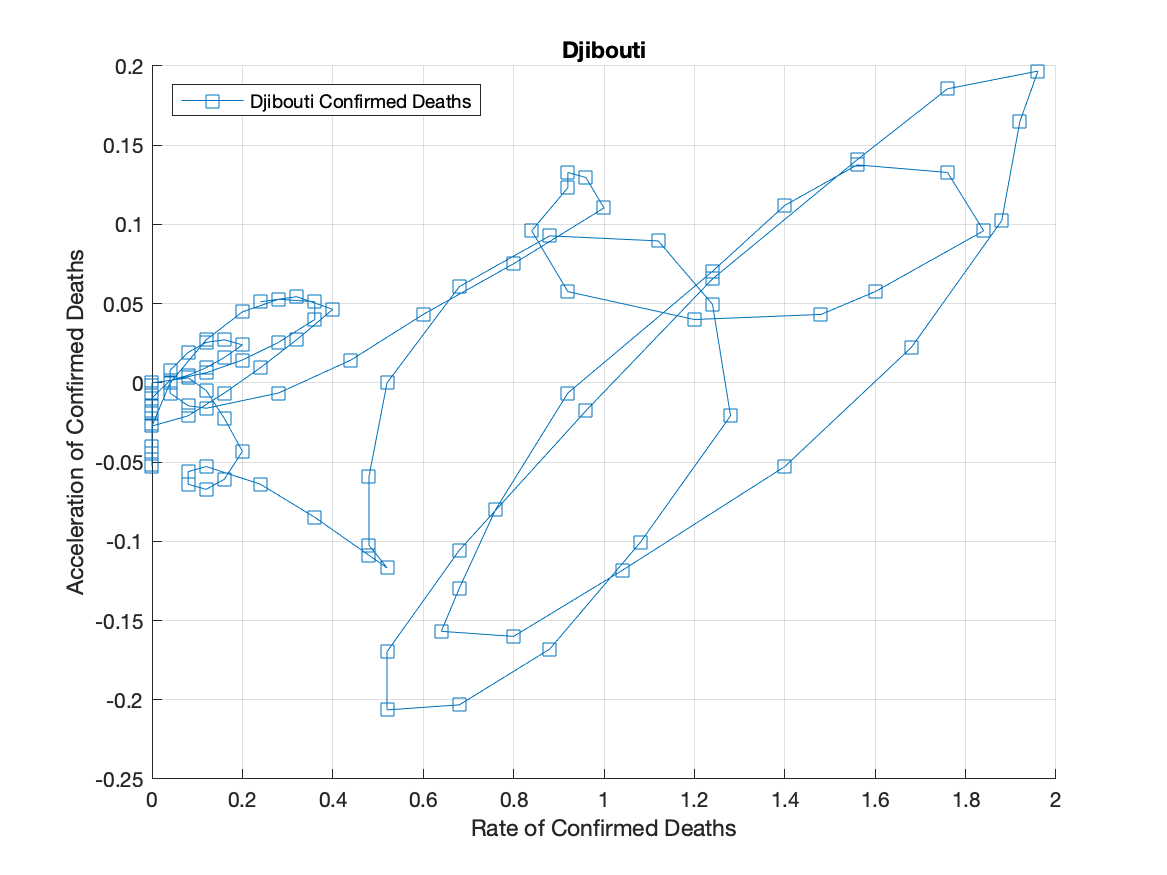 Djibouti
Djibouti Confirmed Deaths
0.2
0.15
0.1
0.05
0
-0.05
-0.1
-0.15
-0.2
-0.25
Acceleration of Confirmed Deaths
0 0.2 0.4 0.6 0.8 1 1.2 1.4 1.6 1.8 2
Rate of Confirmed Deaths